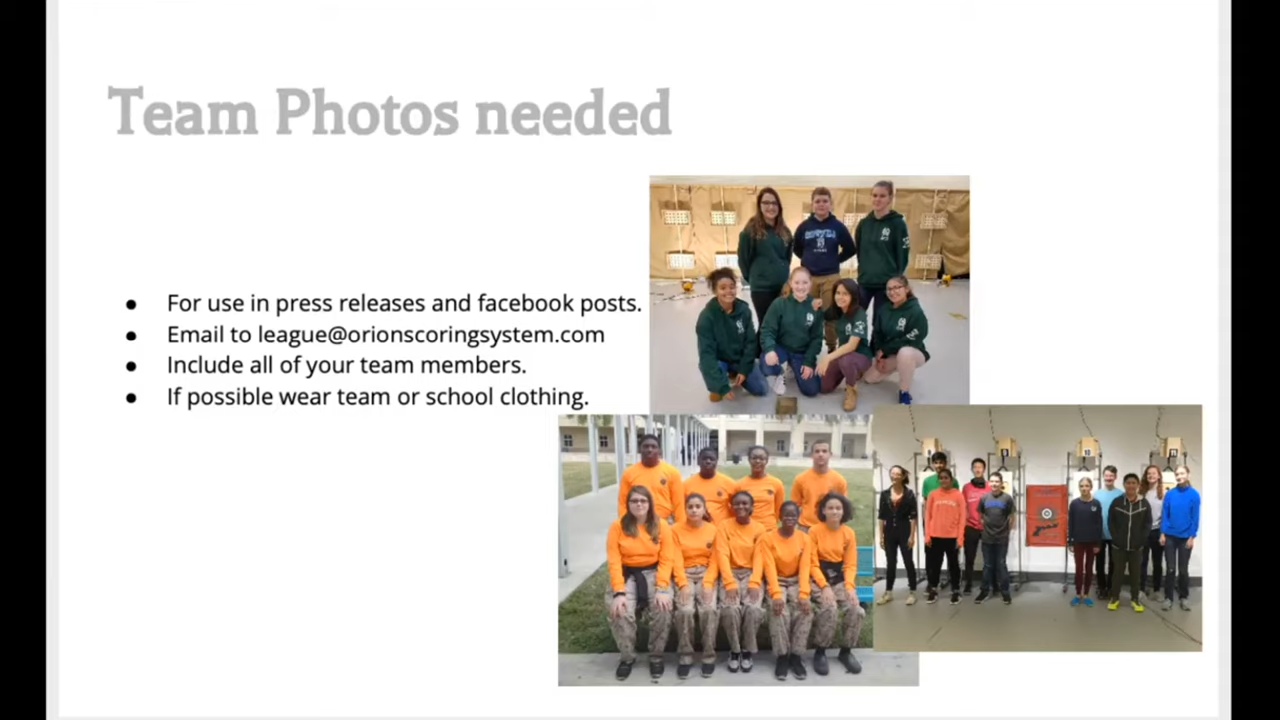 Team Photos needed
● For use in press releases and facebook posts.
● Email to league@orionscoringsystem.com
● Include all of your team members.
● If possible wear team or school clothing.